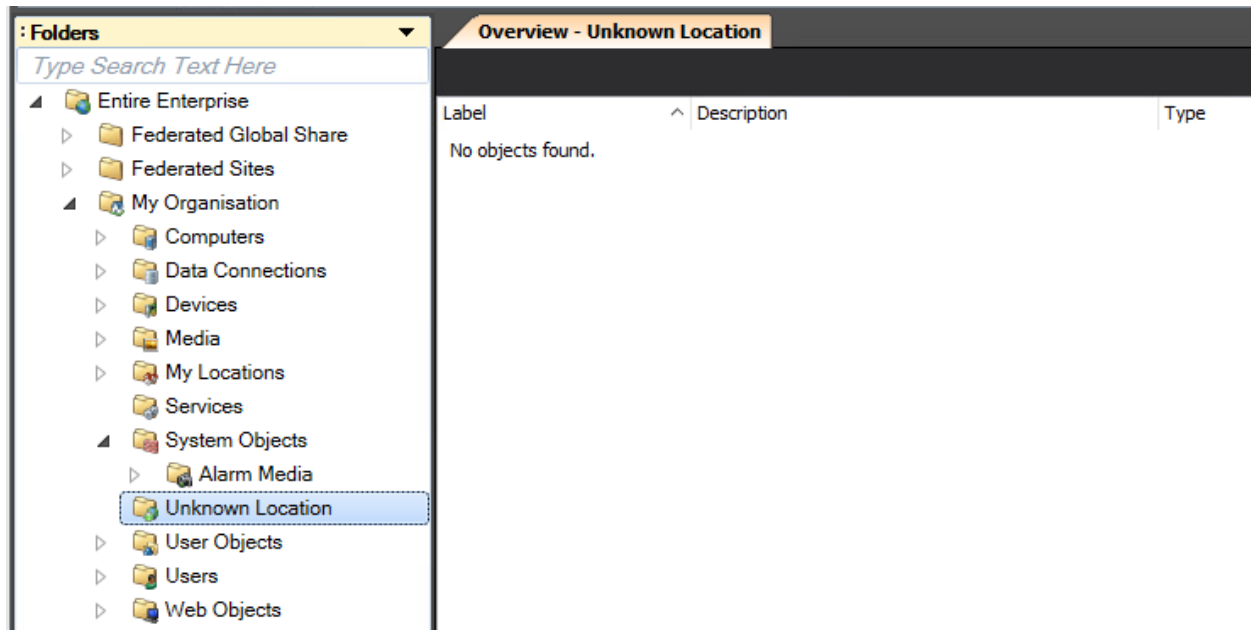 Folders
Type Search Text Here
Entire Enterprise
Federated Global Share
Federated Sites
My Organisation
Computers
Data Connections
Devices
Media
My Locations
Services
System Objects
Alarm Media
Unknown Location
User Objects
Users
Web Objects
Overview - Unknown Location
Label Description Type
No objects found.